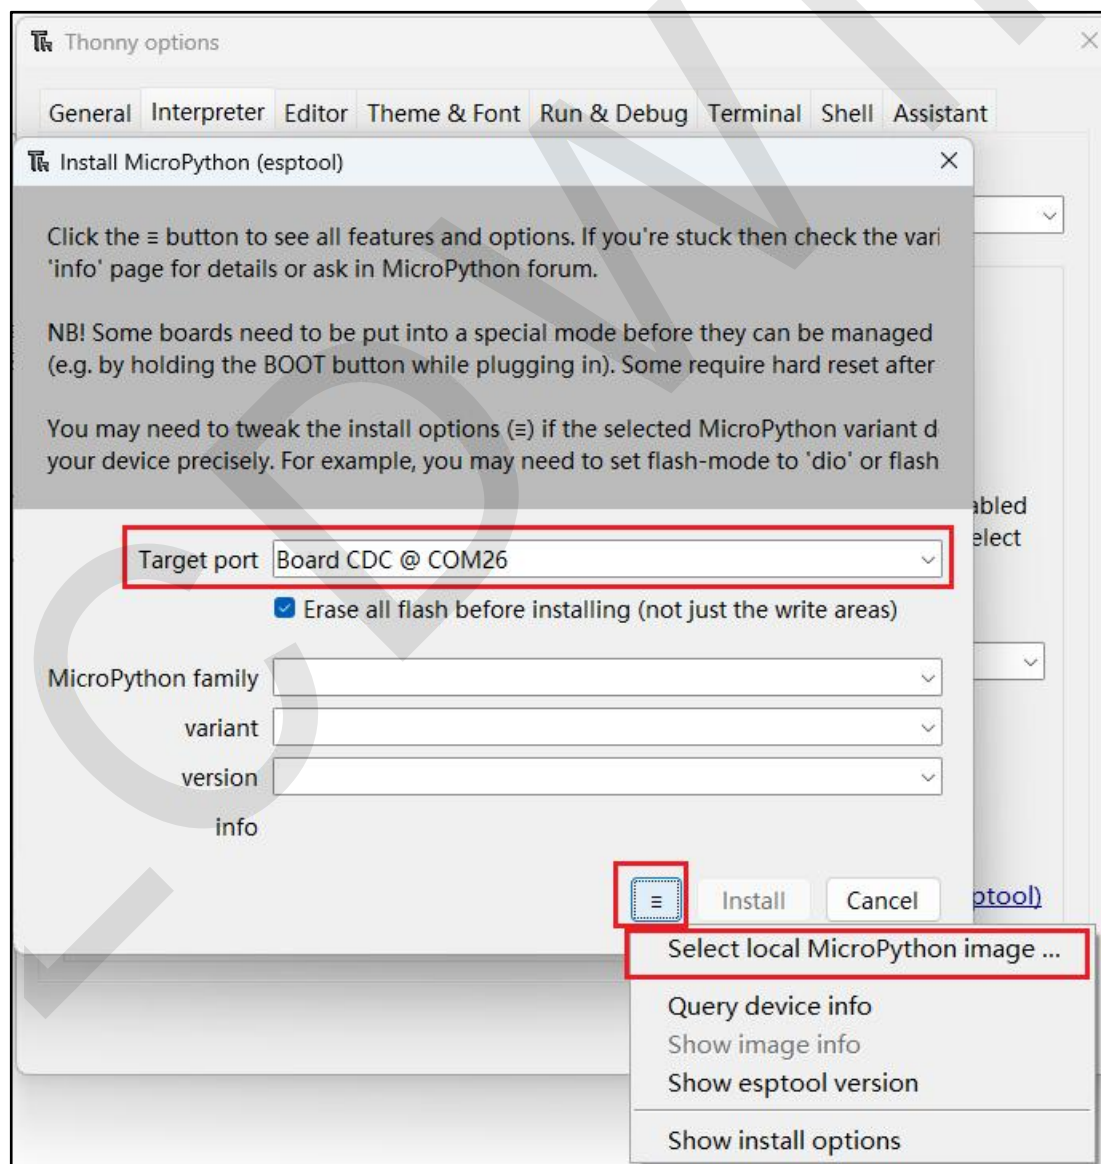 Thonny options
General Interpreter Editor Theme & Font Run & Debug Terminal Shell Assistant
Install MicroPython (esptool)
Click the ≡ button to see all features and options. If you're stuck then check the vari
'info' page for details or ask in MicroPython forum.
NB! Some boards need to be put into a special mode before they can be managed
(e.g. by holding the BOOT button while plugging in). Some require hard reset after
You may need to tweak the install options (≡) if the selected MicroPython variant d
your device precisely. For example, you may need to set flash-mode to 'dio' or flash
abled
elect
Target port Board CDC @ COM26
Erase all flash before installing (not just the write areas)
MicroPython family
variant
version
info
≡ Install Cancel ptool)
Select local MicroPython image ...
Query device info
Show image info
Show esptool version
Show install options